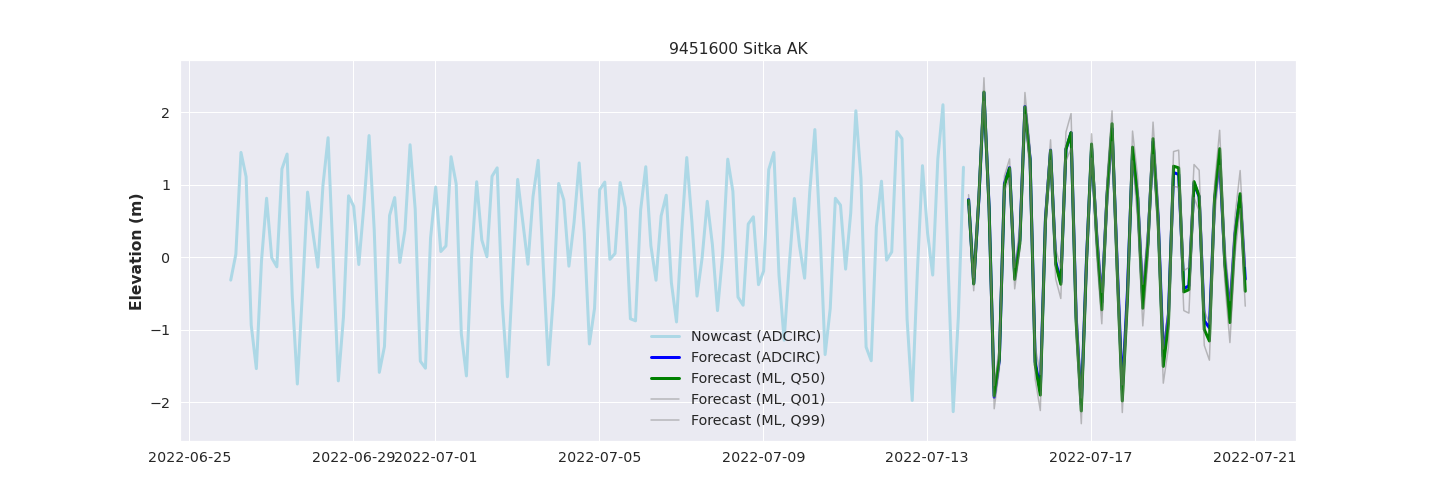 9451600 Sitka AK
Elevation (m)
2
1
0
−1
−2
Nowcast (ADCIRC)
Forecast (ADCIRC)
Forecast (ML, Q50)
Forecast (ML, Q01)
Forecast (ML, Q99)
2022-06-25 2022-06-29 2022-07-01 2022-07-05 2022-07-09 2022-07-13 2022-07-17 2022-07-21